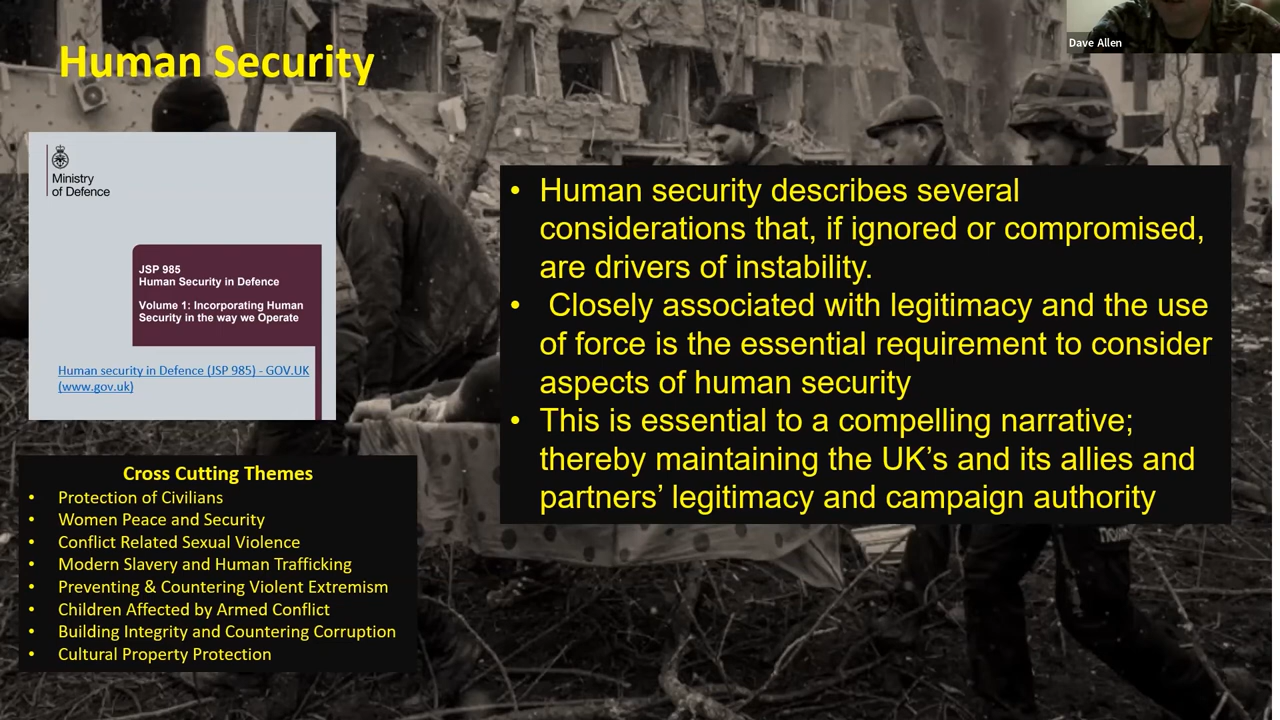 Human Security
Dave Allen
Ministry
of Defence
JSP 985
Human Security in Defence
Volume 1: Incorporating Human
Security in the way we Operate
Human security in Defence (JSP 985) - GOV.UK
(www.gov.uk)
• Human security describes several
considerations that, if ignored or compromised,
are drivers of instability.
• Closely associated with legitimacy and the use
of force is the essential requirement to consider
aspects of human security
• This is essential to a compelling narrative;
thereby maintaining the UK’s and its allies and
partners’ legitimacy and campaign authority
Cross Cutting Themes
• Protection of Civilians
• Women Peace and Security
• Conflict Related Sexual Violence
• Modern Slavery and Human Trafficking
• Preventing & Countering Violent Extremism
• Children Affected by Armed Conflict
• Building Integrity and Countering Corruption
• Cultural Property Protection